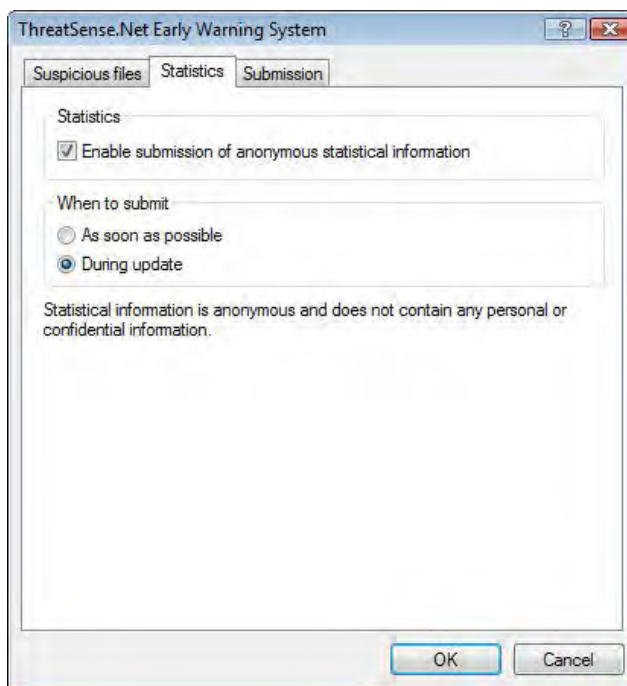 ThreatSense.Net Early Warning System
Suspicious files Statistics Submission
Statistics
Enable submission of anonymous statistical information
When to submit
As soon as possible
During update
Statistical information is anonymous and does not contain any personal or
confidential information.
OK Cancel